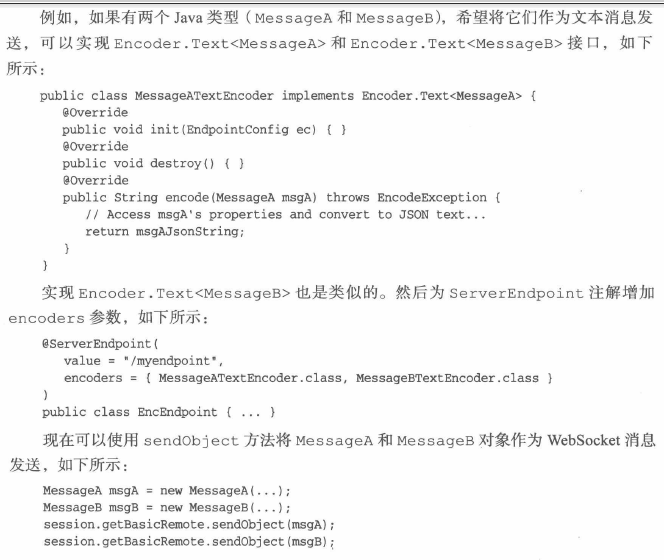 例如，如果有两个 Java 类型（MessageA 和 MessageB），希望将它们作为文本消息发
送，可以实现 Encoder.Text<MessageA> 和 Encoder.Text<MessageB> 接口，如下
所示：
public class MessageATextEncoder implements Encoder.Text<MessageA> {
@Override
public void init(EndpointConfig ec) { }
@Override
public void destroy() { }
@Override
public String encode(MessageA msgA) throws EncodeException {
// Access msgA's properties and convert to JSON text...
return msgAJsonString;
}
}
实现 Encoder.Text<MessageB> 也是类似的。然后为 ServerEndpoint 注解增加
encoders 参数，如下所示：
@ServerEndpoint(
value = "/myendpoint",
encoders = { MessageATextEncoder.class, MessageBTextEncoder.class }
)
public class EncEndpoint { ... }
现在可以使用 sendObject 方法将 MessageA 和 MessageB 对象作为 WebSocket 消息
发送，如下所示：
MessageA msgA = new MessageA(...);
MessageB msgB = new MessageB(...);
session.getBasicRemote.sendObject(msgA);
session.getBasicRemote.sendObject(msgB);